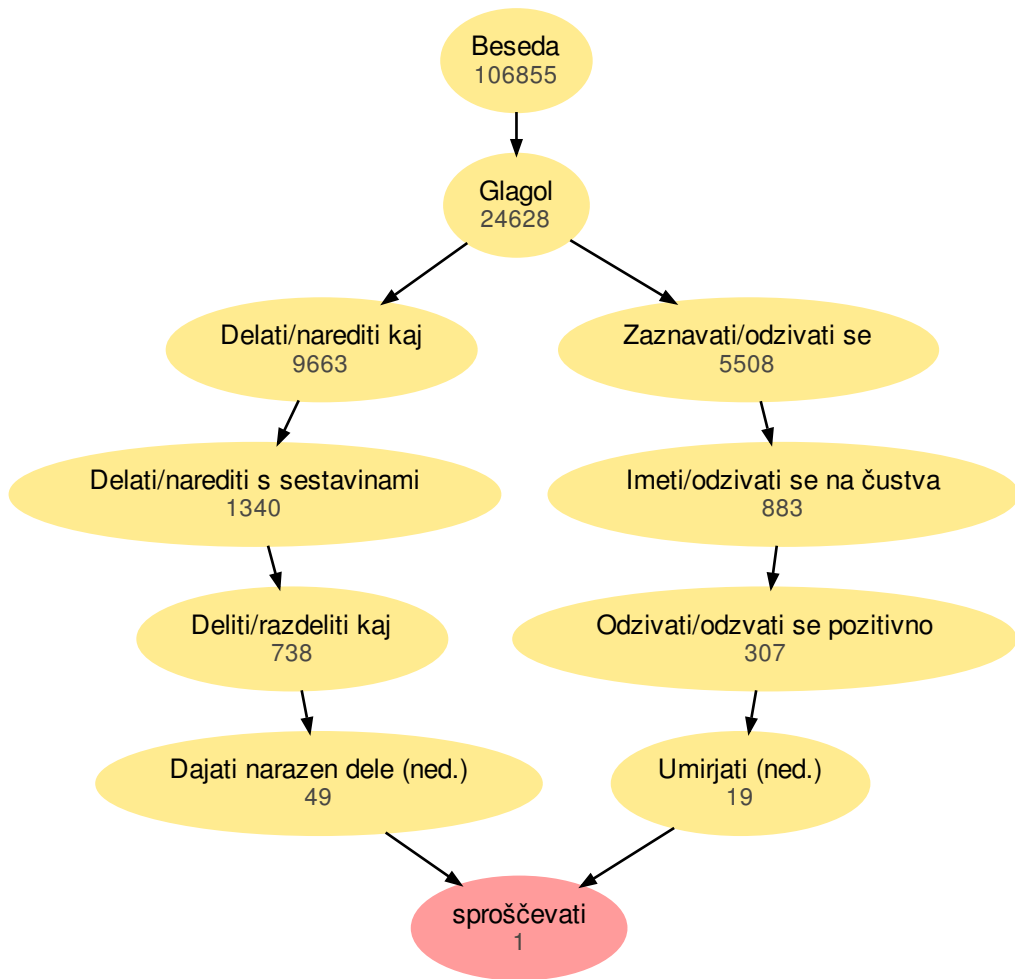 Beseda
106855
Glagol
24628
Delati/narediti kaj
9663
Zaznavati/odzivati se
5508
Delati/narediti s sestavinami
1340
Imeti/odzivati se na čustva
883
Deliti/razdeliti kaj
738
Odzivati/odzvati se pozitivno
307
Dajati narazen dele (ned.)
49
Umirjati (ned.)
19
sproščevati
1